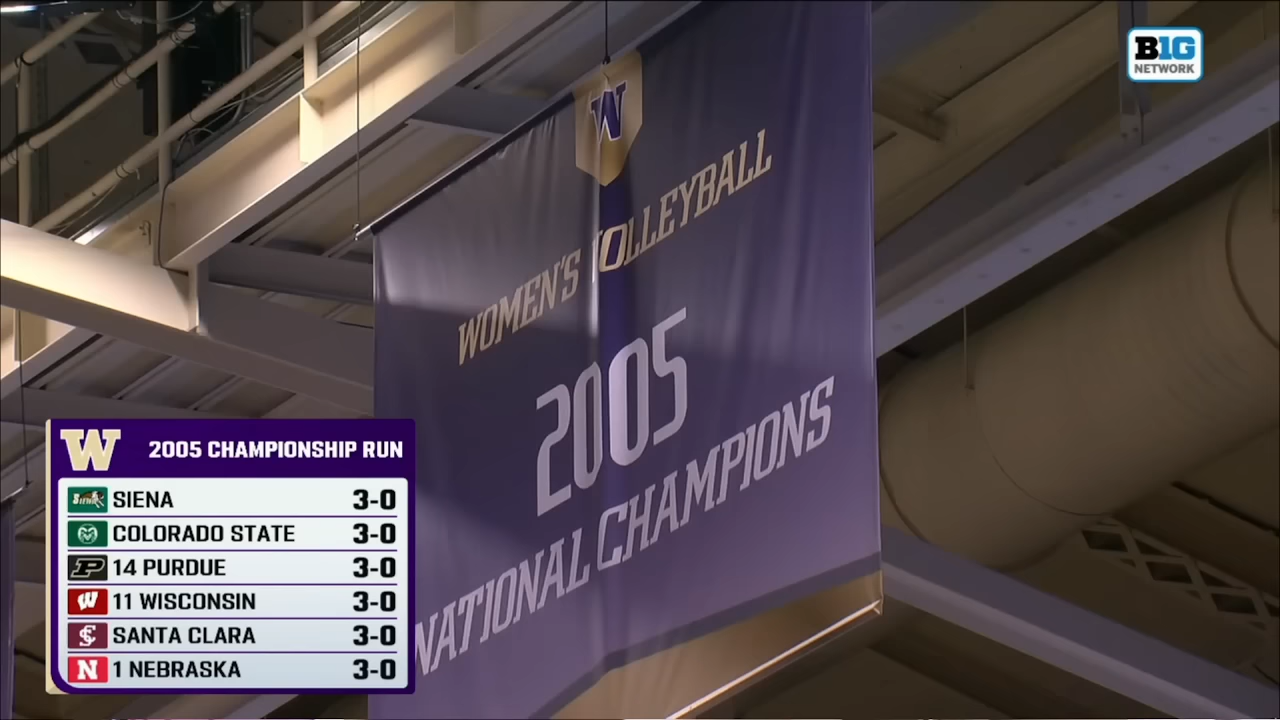 B1G
NETWORK
W
WOMEN'S VOLLEYBALL
2005
NATIONAL CHAMPIONS
W 2005 CHAMPIONSHIP RUN
SIENA 3-0
COLORADO STATE 3-0
P 14 PURDUE 3-0
W 11 WISCONSIN 3-0
SC SANTA CLARA 3-0
N 1 NEBRASKA 3-0